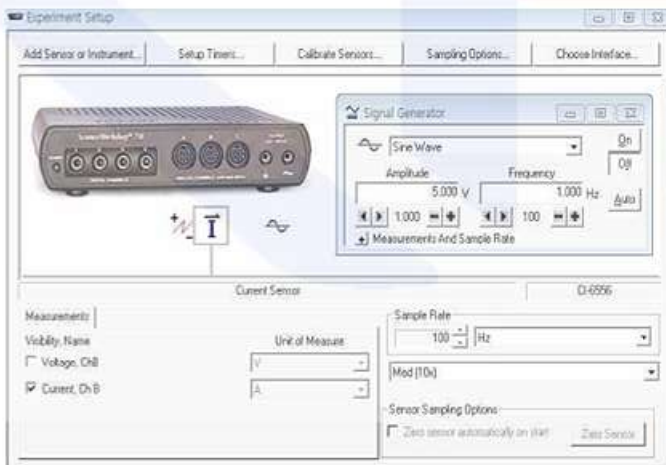 Experiment Setup
Add Sensor or Instrument... Setup Timers... Calibrate Sensors... Sampling Options... Choose Interface...
Signal Generator
Sine Wave
On
Off
Amplitude Frequency
5.000 V 1.000 Hz
Auto
1.000 100
Measurements And Sample Rate
I
Current Sensor CI-6556
Measurements
Visibility, Name Unit of Measure
Voltage, ChB V
Current, Ch B A
Sample Rate
100 Hz
Mod (10x)
Sensor Sampling Options
Zero sensor automatically on start Zero Sensor